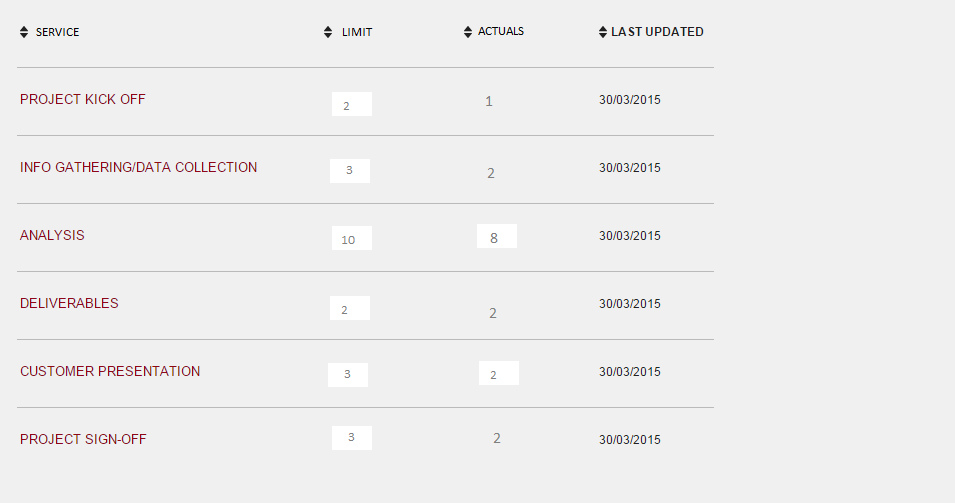 SERVICE LIMIT ACTUALS LAST UPDATED
PROJECT KICK OFF 2 1 30/03/2015
INFO GATHERING/DATA COLLECTION 3 2 30/03/2015
ANALYSIS 10 8 30/03/2015
DELIVERABLES 2 2 30/03/2015
CUSTOMER PRESENTATION 3 2 30/03/2015
PROJECT SIGN-OFF 3 2 30/03/2015